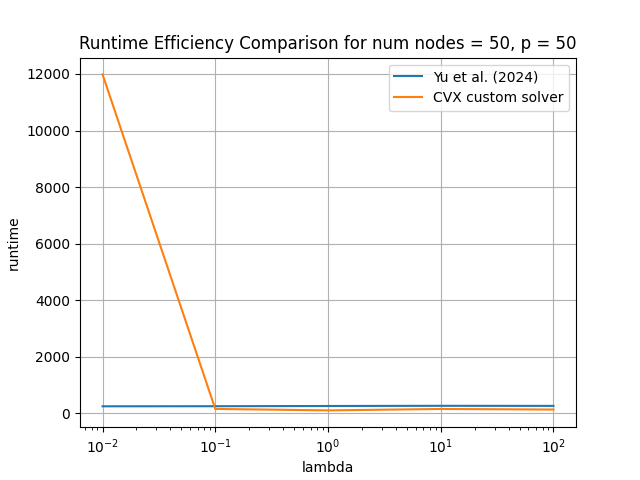 Runtime Efficiency Comparison for num nodes = 50, p = 50
Yu et al. (2024)
CVX custom solver
12000
10000
8000
6000
4000
2000
0
runtime
10⁻² 10⁻¹ 10⁰ 10¹ 10²
lambda